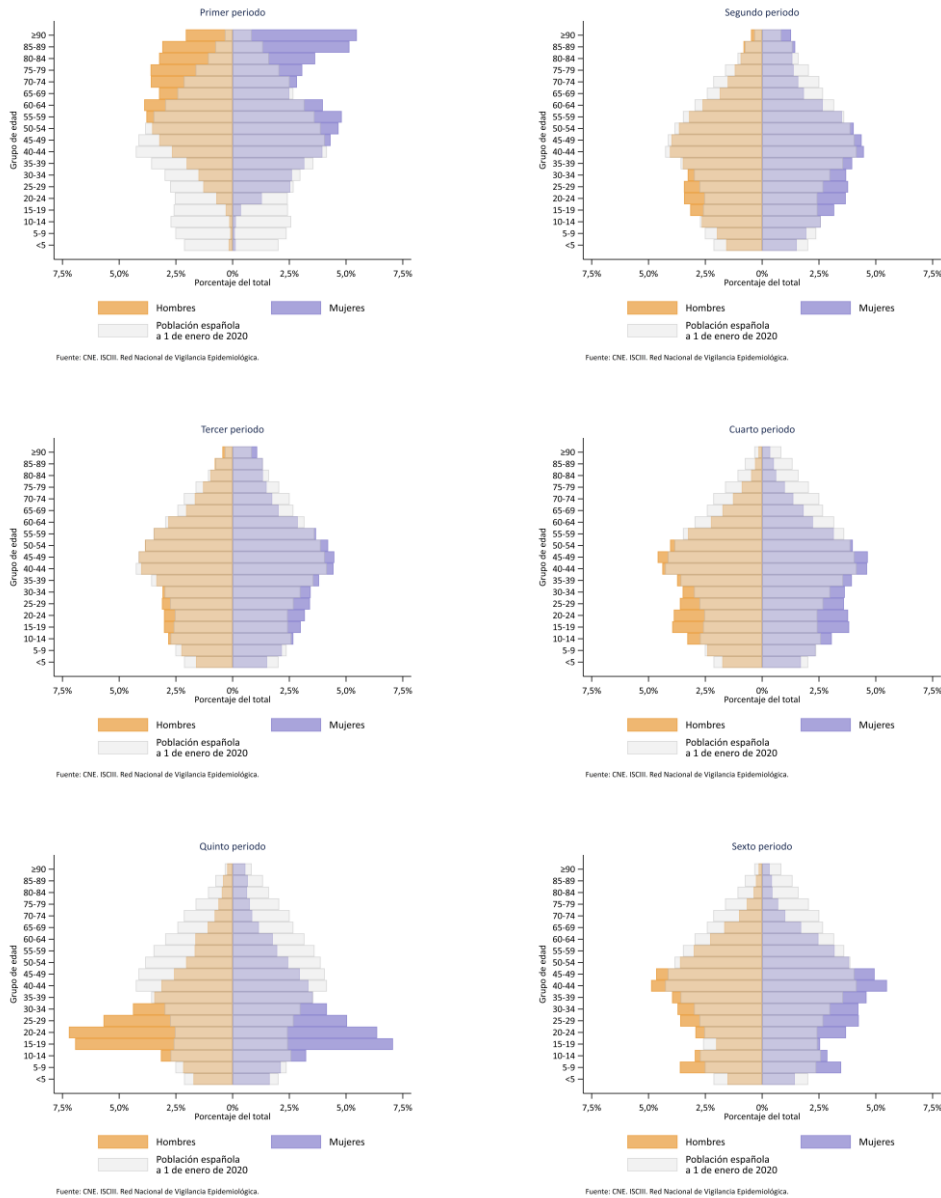 Primer periodo
Grupo de edad
≥90
85-89
80-84
75-79
70-74
65-69
60-64
55-59
50-54
45-49
40-44
35-39
30-34
25-29
20-24
15-19
10-14
5-9
<5
7,5% 5,0% 2,5% 0% 2,5% 5,0% 7,5%
Porcentaje del total
Hombres Mujeres
Población española
a 1 de enero de 2020
Fuente: CNE. ISCIII. Red Nacional de Vigilancia Epidemiológica.
Segundo periodo
Grupo de edad
≥90
85-89
80-84
75-79
70-74
65-69
60-64
55-59
50-54
45-49
40-44
35-39
30-34
25-29
20-24
15-19
10-14
5-9
<5
7,5% 5,0% 2,5% 0% 2,5% 5,0% 7,5%
Porcentaje del total
Hombres Mujeres
Población española
a 1 de enero de 2020
Fuente: CNE. ISCIII. Red Nacional de Vigilancia Epidemiológica.
Tercer periodo
Grupo de edad
≥90
85-89
80-84
75-79
70-74
65-69
60-64
55-59
50-54
45-49
40-44
35-39
30-34
25-29
20-24
15-19
10-14
5-9
<5
7,5% 5,0% 2,5% 0% 2,5% 5,0% 7,5%
Porcentaje del total
Hombres Mujeres
Población española
a 1 de enero de 2020
Fuente: CNE. ISCIII. Red Nacional de Vigilancia Epidemiológica.
Cuarto periodo
Grupo de edad
≥90
85-89
80-84
75-79
70-74
65-69
60-64
55-59
50-54
45-49
40-44
35-39
30-34
25-29
20-24
15-19
10-14
5-9
<5
7,5% 5,0% 2,5% 0% 2,5% 5,0% 7,5%
Porcentaje del total
Hombres Mujeres
Población española
a 1 de enero de 2020
Fuente: CNE. ISCIII. Red Nacional de Vigilancia Epidemiológica.
Quinto periodo
Grupo de edad
≥90
85-89
80-84
75-79
70-74
65-69
60-64
55-59
50-54
45-49
40-44
35-39
30-34
25-29
20-24
15-19
10-14
5-9
<5
7,5% 5,0% 2,5% 0% 2,5% 5,0% 7,5%
Porcentaje del total
Hombres Mujeres
Población española
a 1 de enero de 2020
Fuente: CNE. ISCIII. Red Nacional de Vigilancia Epidemiológica.
Sexto periodo
Grupo de edad
≥90
85-89
80-84
75-79
70-74
65-69
60-64
55-59
50-54
45-49
40-44
35-39
30-34
25-29
20-24
15-19
10-14
5-9
<5
7,5% 5,0% 2,5% 0% 2,5% 5,0% 7,5%
Porcentaje del total
Hombres Mujeres
Población española
a 1 de enero de 2020
Fuente: CNE. ISCIII. Red Nacional de Vigilancia Epidemiológica.